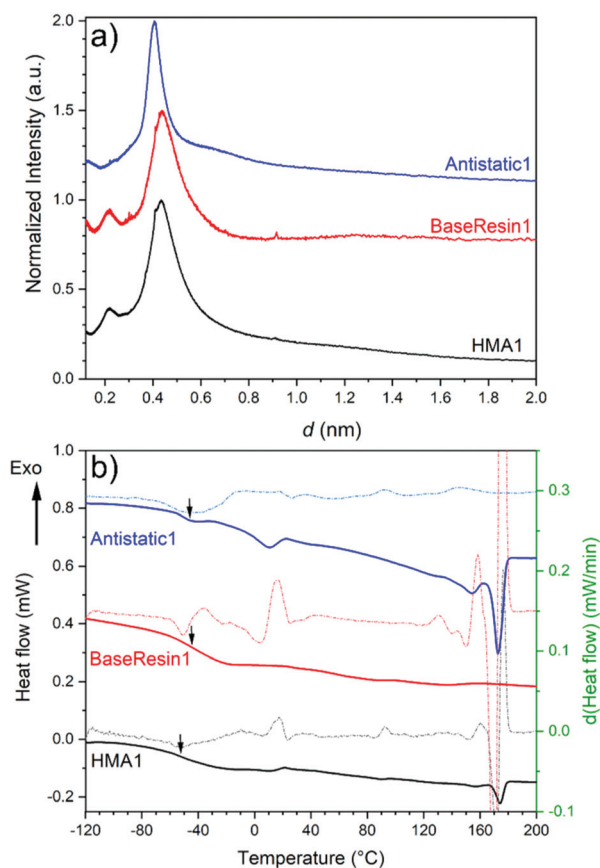 a)
2.0
1.5
1.0
0.5
0.0
Normalized Intensity (a.u.)
Antistatic1
BaseResin1
HMA1
0.2 0.4 0.6 0.8 1.0 1.2 1.4 1.6 1.8 2.0
d (nm)
b)
Exo
1.0
0.8
0.6
0.4
0.2
0.0
-0.2
Heat flow (mW)
Antistatic1
BaseResin1
HMA1
0.3
0.2
0.1
0.0
-0.1
d(Heat flow) (mW/min)
-120 -80 -40 0 40 80 120 160 200
Temperature (°C)